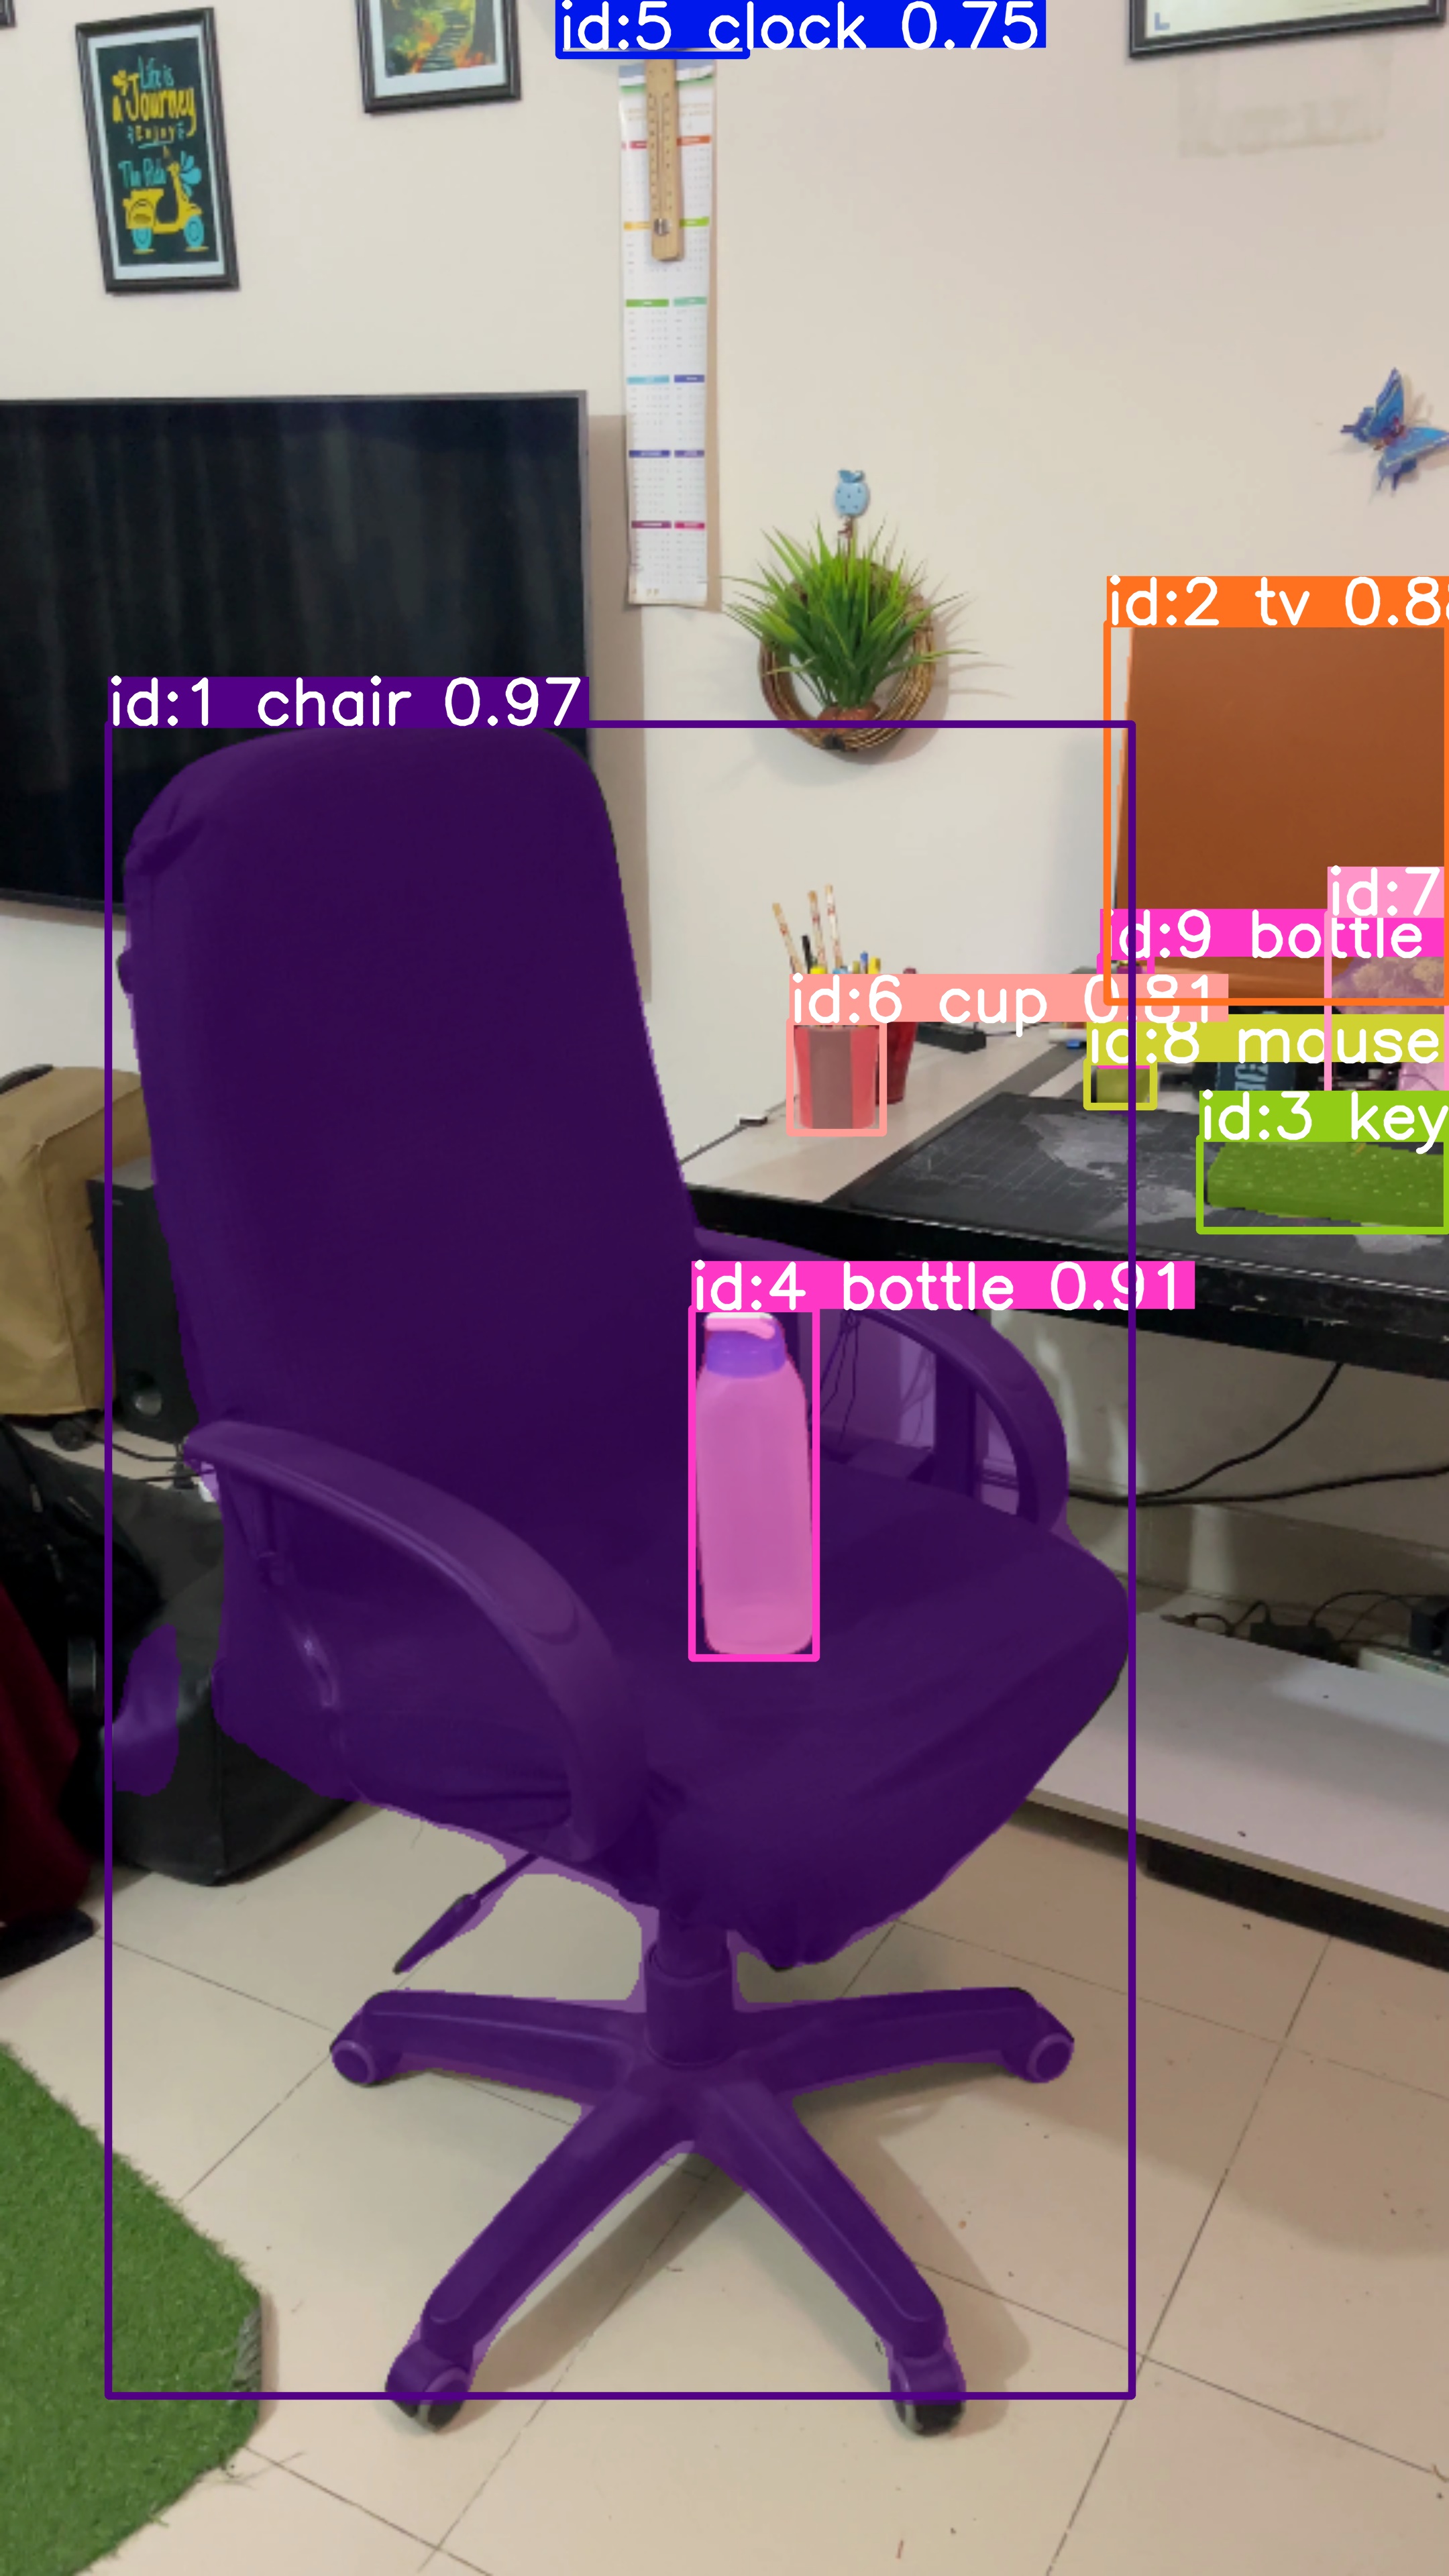 id:5 clock 0.75
Life is
a Journey
Enjoy
The Ride
L
id:2 tv 0.8
id:1 chair 0.97
id:7
id:9 bottle
id:6 cup 0.81
id:8 mouse
id:3 key
id:4 bottle 0.91